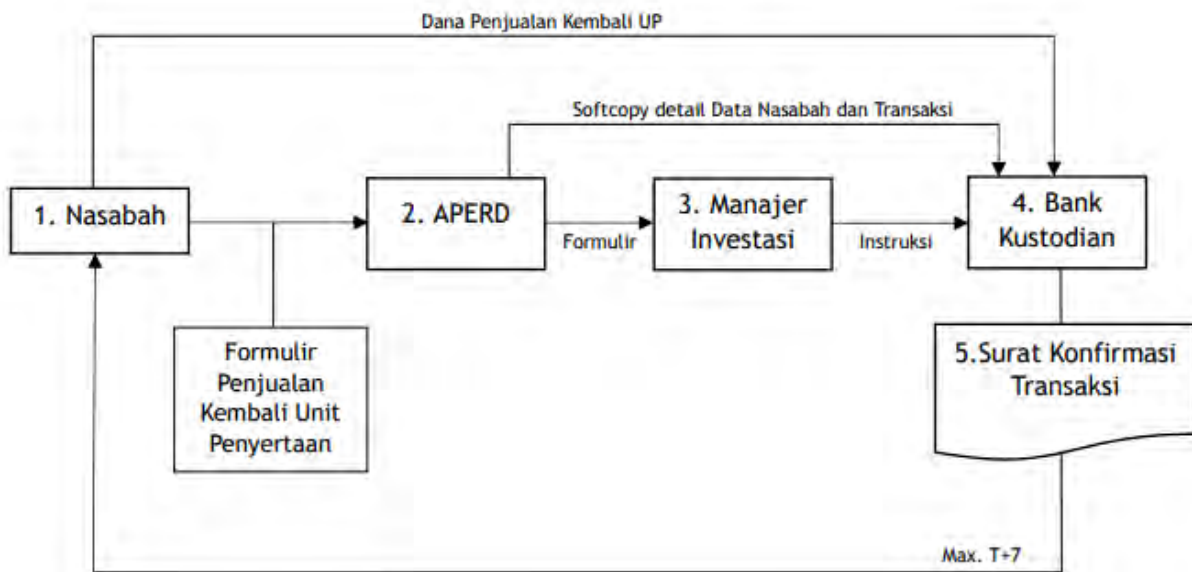 Dana Penjualan Kembali UP
Softcopy detail Data Nasabah dan Transaksi
1. Nasabah
2. APERD
Formulir
3. Manajer
Investasi
Instruksi
4. Bank
Kustodian
Formulir
Penjualan
Kembali Unit
Penyertaan
5.Surat Konfirmasi
Transaksi
Max. T+7